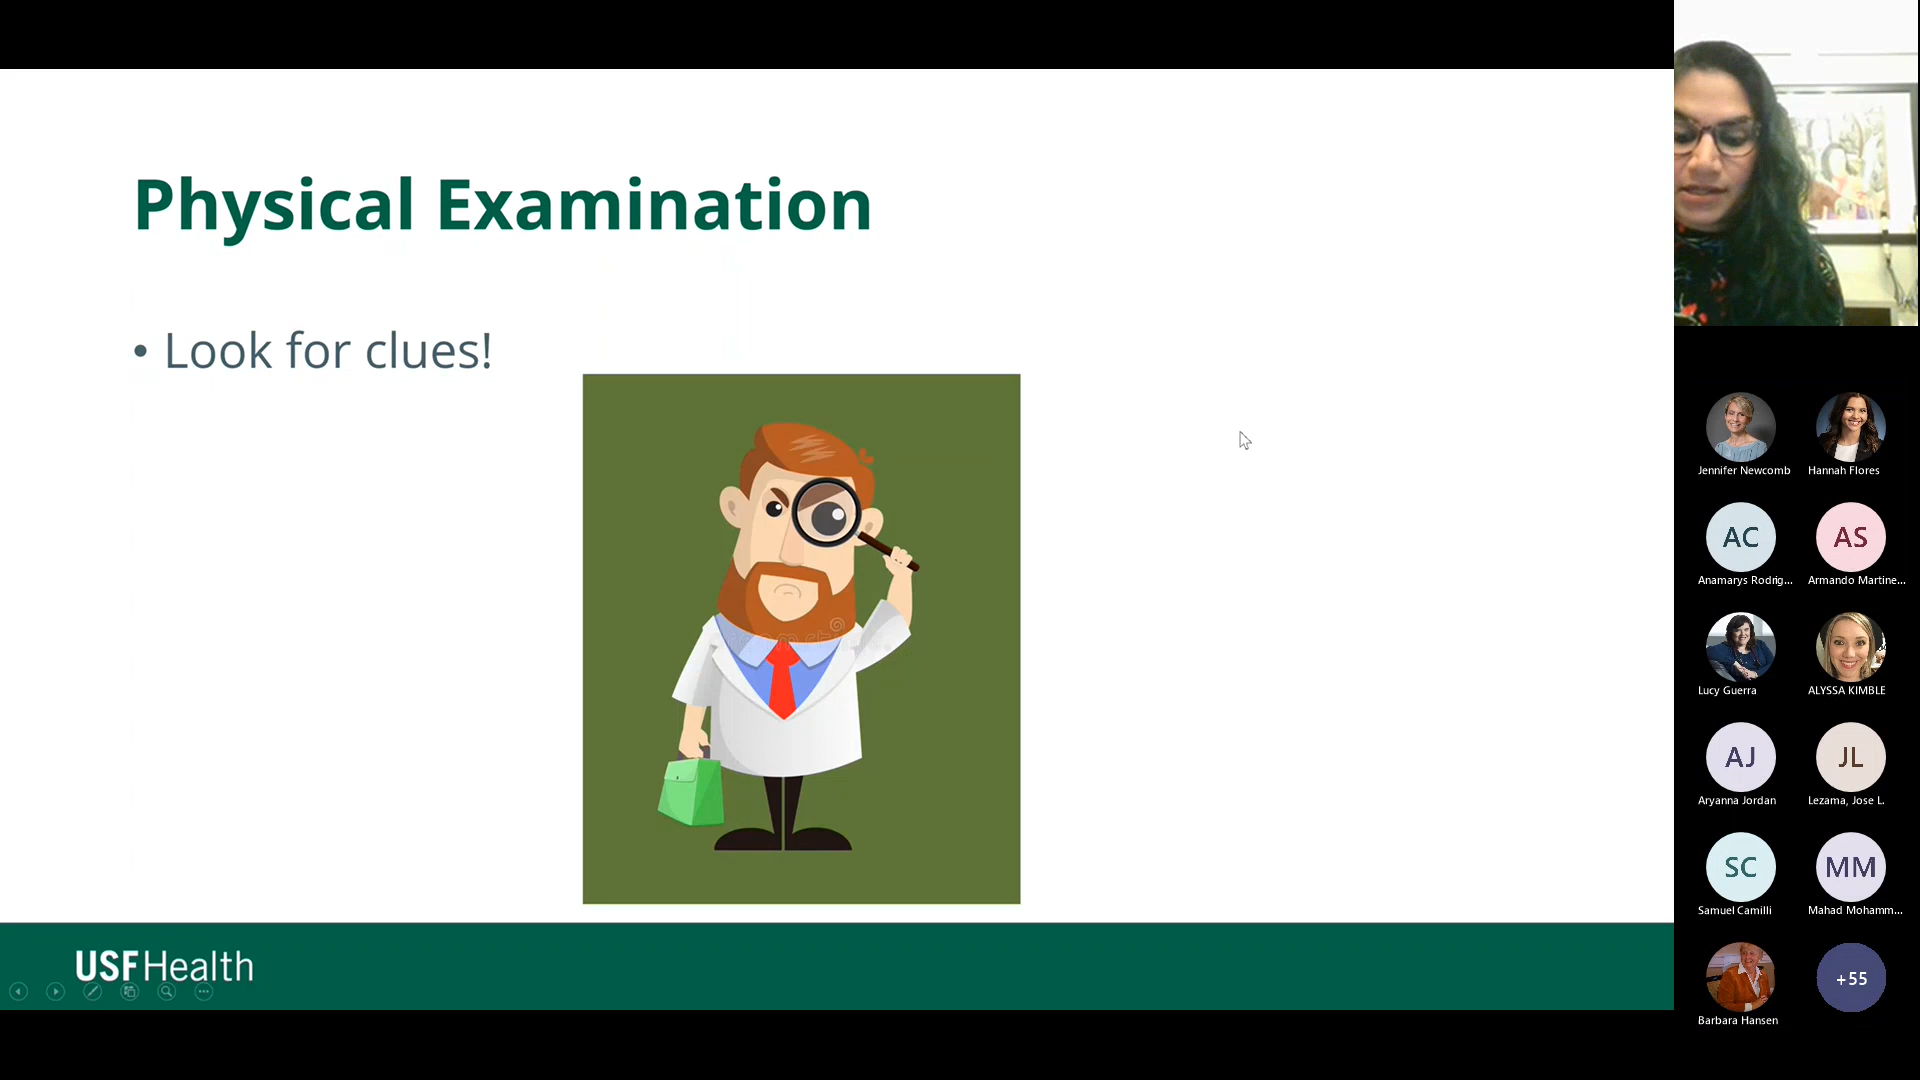 Physical Examination
• Look for clues!
USFHealth
Jennifer Newcomb
Hannah Flores
AC
AS
Anamarys Rodrig...
Armando Martine...
Lucy Guerra
ALYSSA KIMBLE
AJ
JL
Aryanna Jordan
Lezama, Jose L.
SC
MM
Samuel Camilli
Mahad Mohamm...
+55
Barbara Hansen